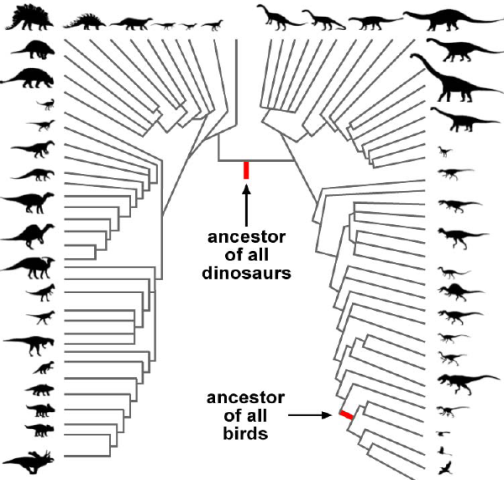 ancestor
of all
dinosaurs
ancestor
of all
birds